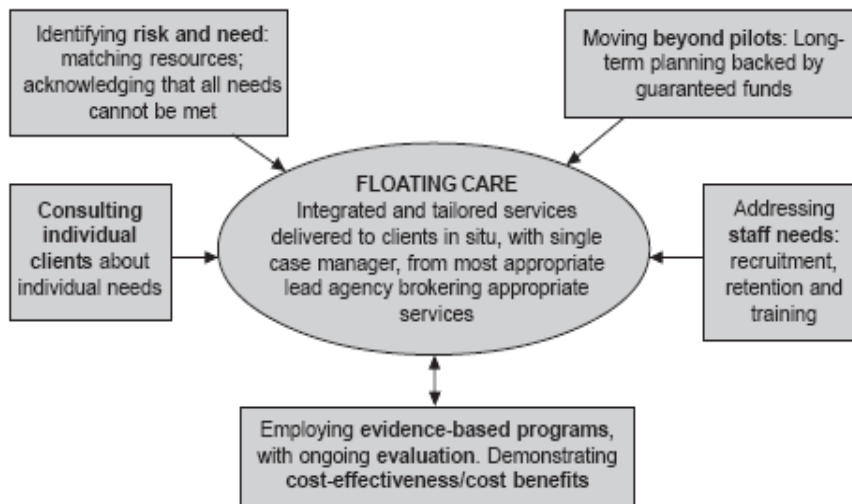 Identifying risk and need:
matching resources;
acknowledging that all needs
cannot be met
Moving beyond pilots: Long-
term planning backed by
guaranteed funds
FLOATING CARE
Integrated and tailored services
delivered to clients in situ, with single
case manager, from most appropriate
lead agency brokering appropriate
services
Consulting
individual
clients about
individual needs
Addressing
staff needs:
recruitment,
retention and
training
Employing evidence-based programs,
with ongoing evaluation. Demonstrating
cost-effectiveness/cost benefits